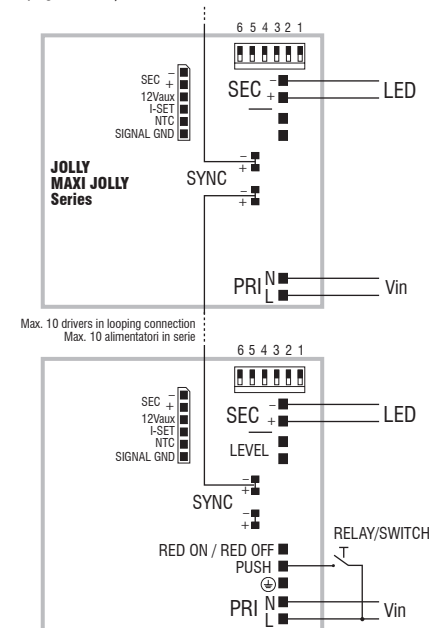 6 5 4 3 2 1
SEC - +
12Vaux
I-SET
NTC
SIGNAL GND
SEC - +
LED
JOLLY
MAXI JOLLY
Series
SYNC
- +
- +
PRI N L
Vin
Max. 10 drivers in looping connection
Max. 10 alimentatori in serie
6 5 4 3 2 1
SEC - +
12Vaux
I-SET
NTC
SIGNAL GND
SEC - +
LED
LEVEL
SYNC
- +
- +
RELAY/SWITCH
RED ON / RED OFF
PUSH
PRI N L
Vin